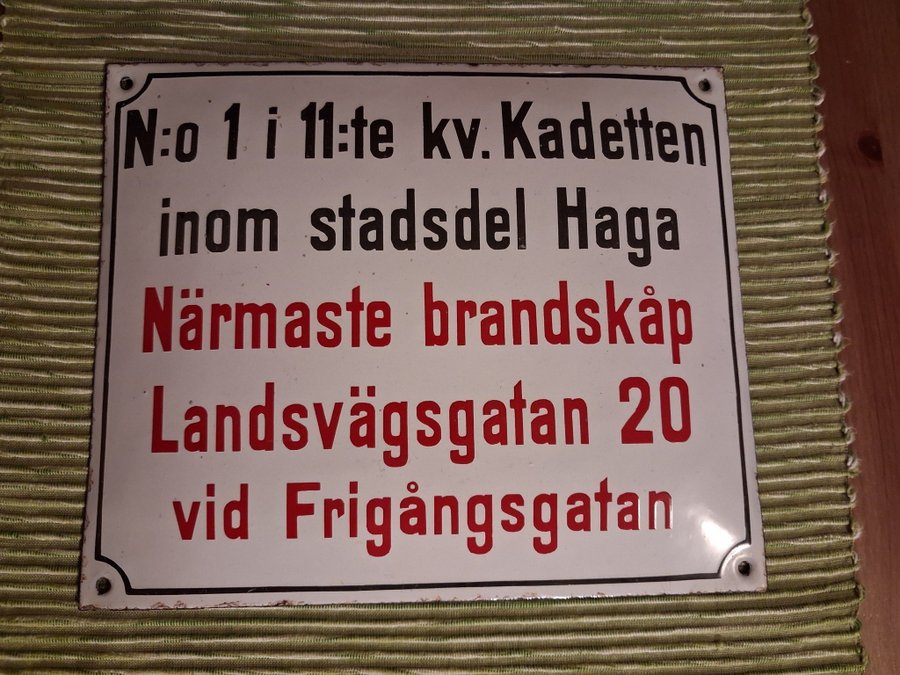 N:o 1 i 11:te kv. Kadetten
inom stadsdel Haga
Närmaste brandskåp
Landsvägsgatan 20
vid Frigångsgatan